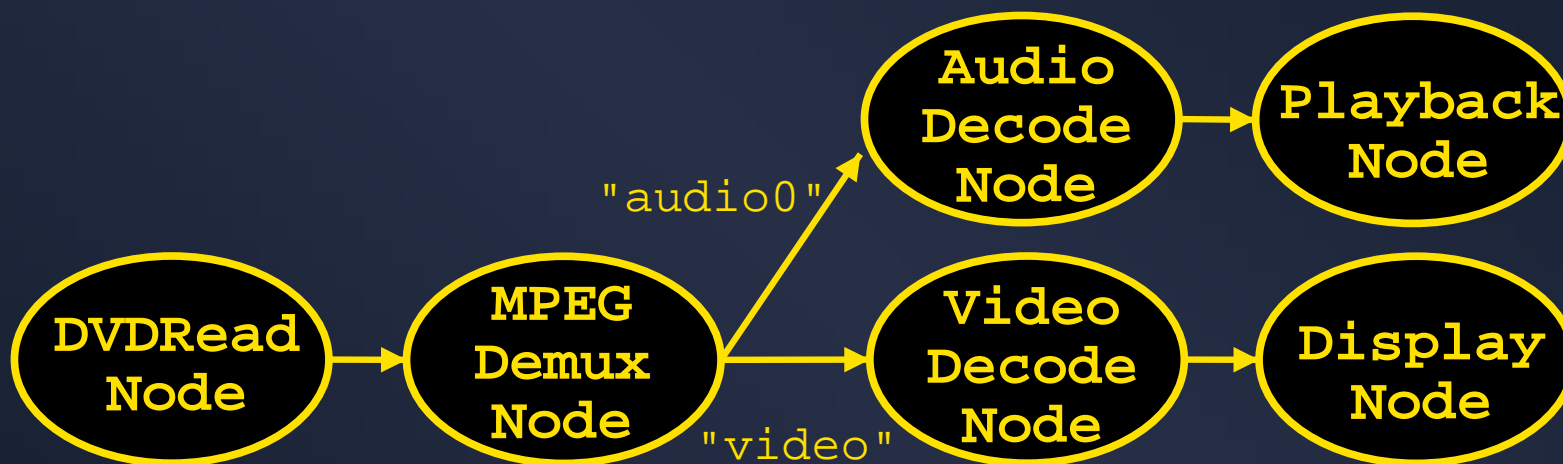 DVDRead
Node
MPEG
Demux
Node
"audio0"
Audio
Decode
Node
Playback
Node
"video"
Video
Decode
Node
Display
Node